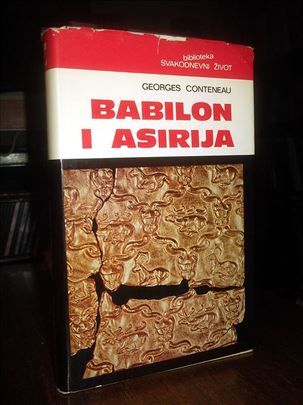 biblioteka
SVAKODNEVNI ŽIVOT
GEORGES CONTENEAU
BABILON
I ASIRIJA